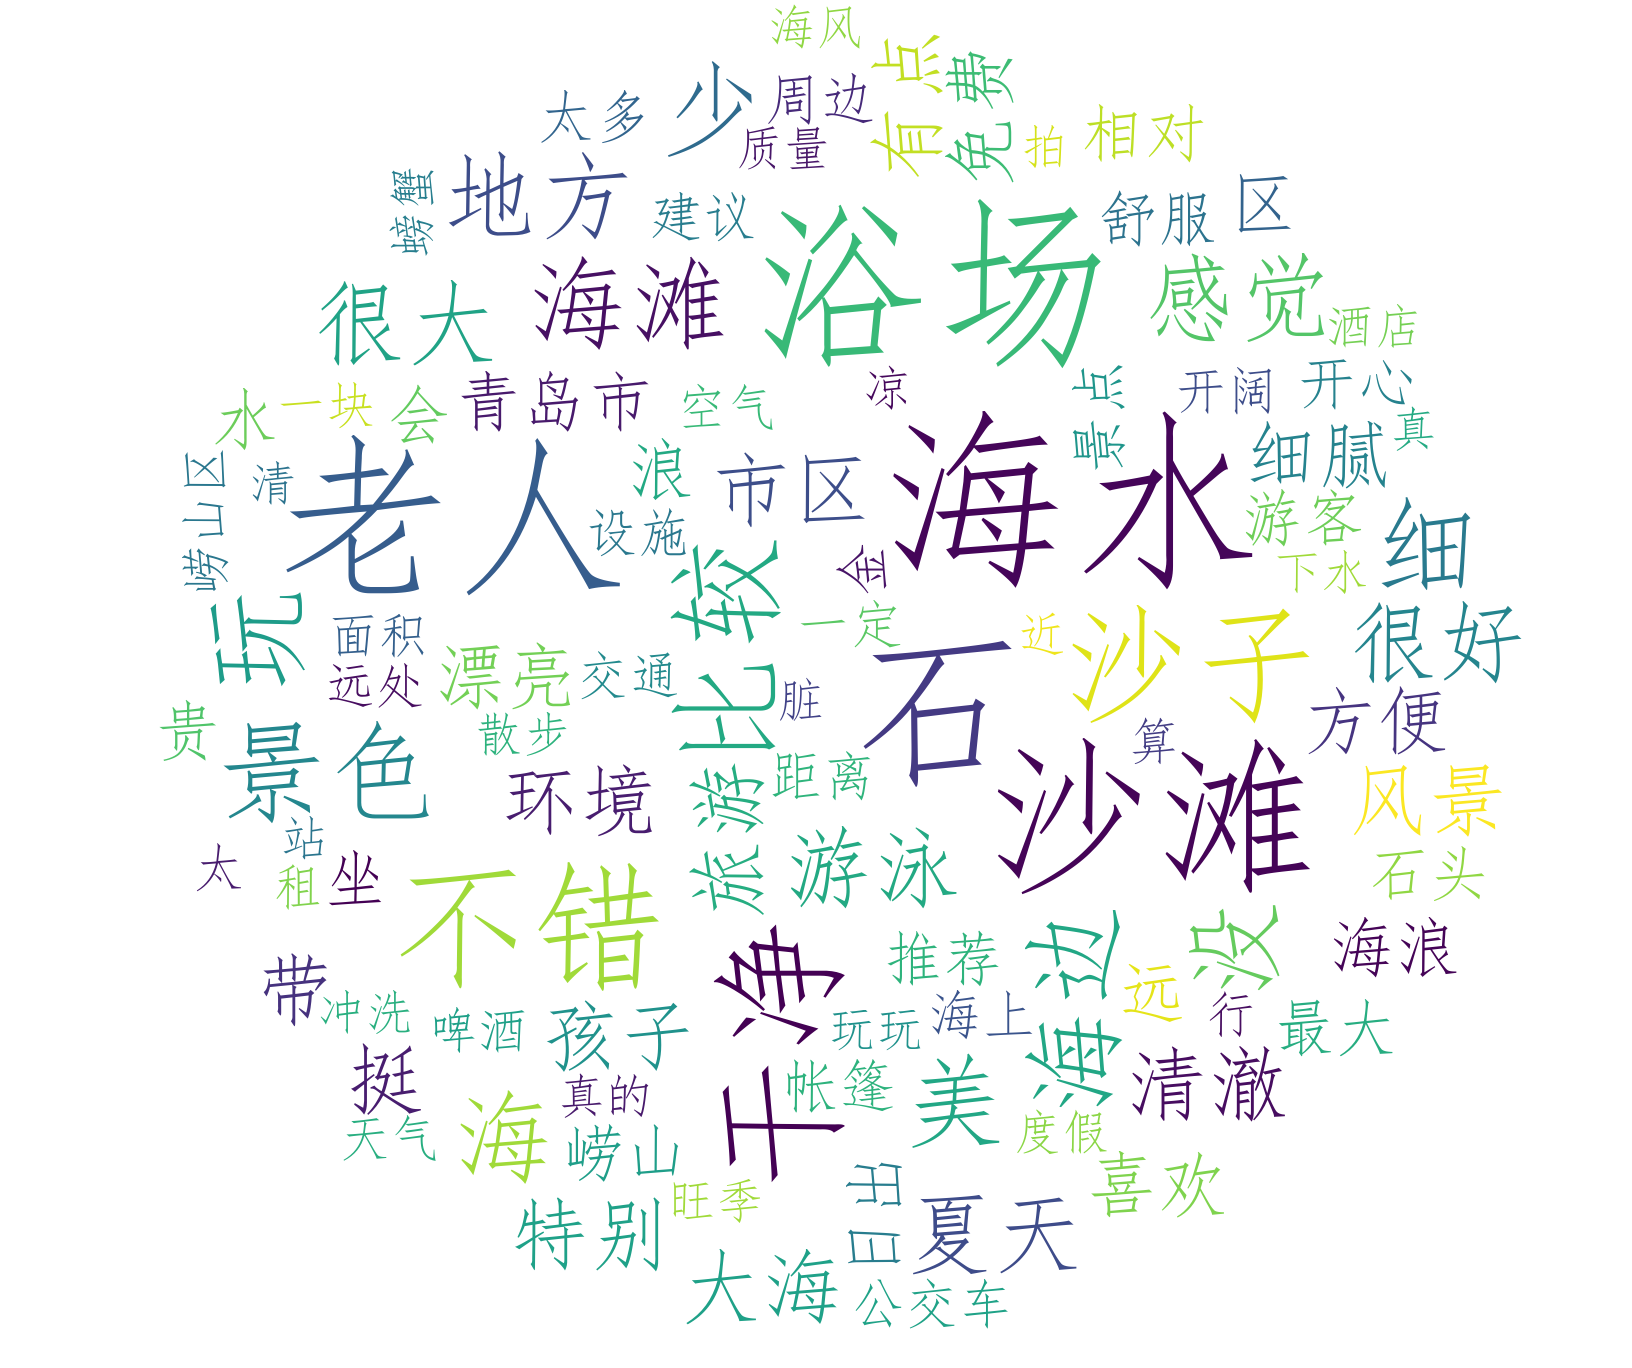 海风
有点
免费
太多
少
周边
质量
拍
相对
螃蟹
地方
建议
浴场
舒服
区
很大
海滩
感觉
酒店
水
一块
会
青岛市
空气
凉
景点
开阔
开心
真
崂山区
清
老人
浪
市区
设施
海水
细腻
游客
下水
细
金
玩
面积
远处
漂亮
交通
比较
一定
近
沙子
很好
脏
石
贵
景色
散步
环境
旅游
距离
算
方便
沙滩
风景
石头
太
站
租
坐
不错
游泳
干净
推荐
海边
没
远
海浪
带
冲洗
啤酒
孩子
玩玩
海上
行
最大
挺
真的
帐篷
美
清澈
天气
海
崂山
度假
喜欢
旺季
日出
特别
夏天
大海
公交车